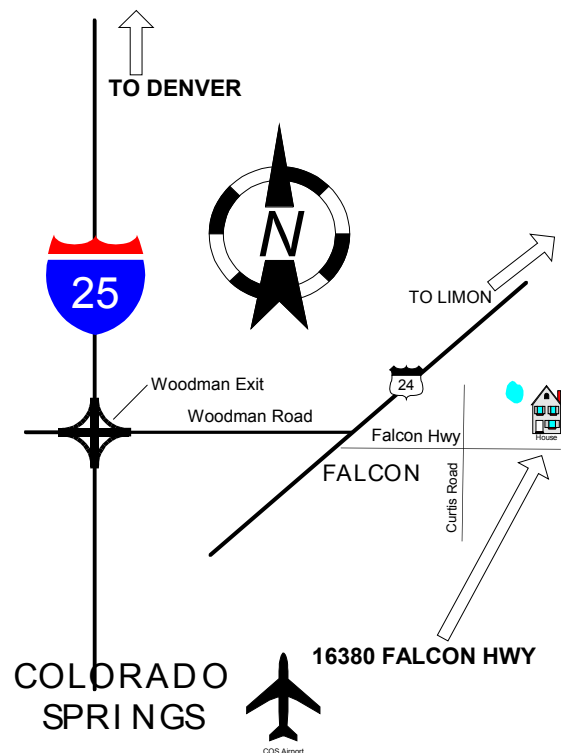 TO DENVER
N
25
TO LIMON
24
Woodman Exit
Woodman Road
Falcon Hwy
House
FALCON
Curtis Road
16380 FALCON HWY
COLORADO
SPRINGS
COS Airport